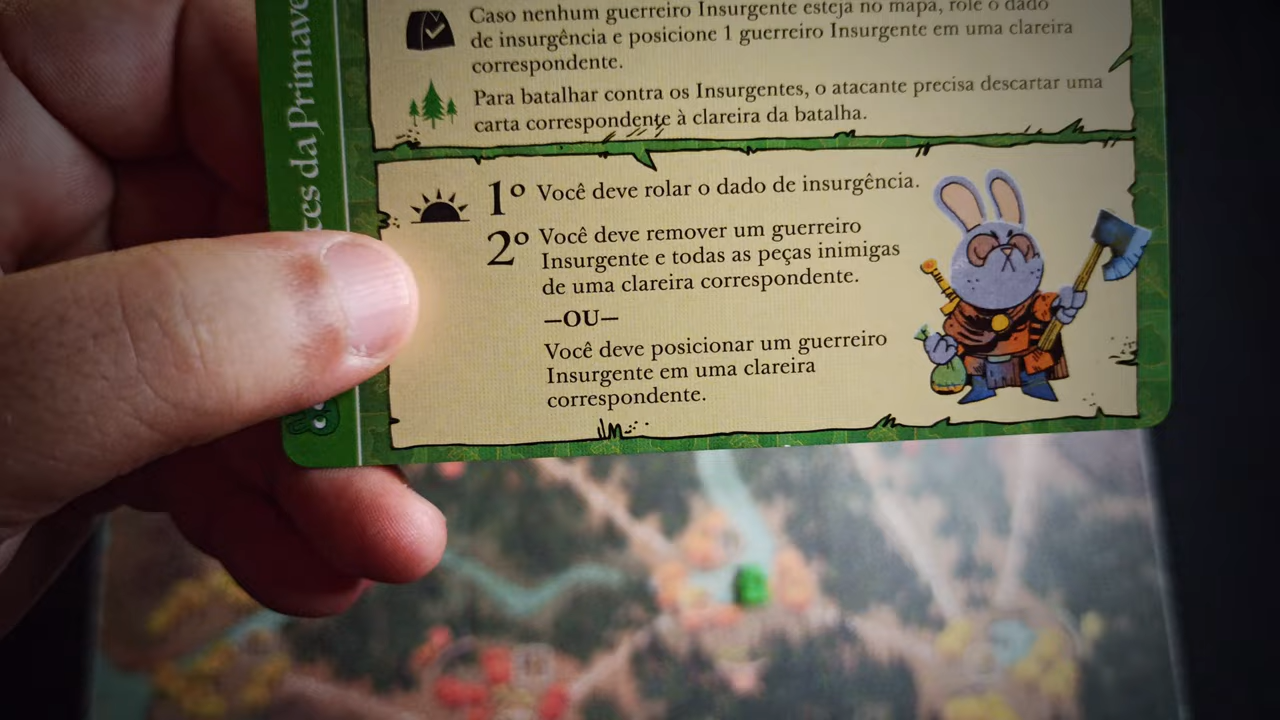 Caso nenhum guerreiro Insurgente esteja no mapa, role o dado
de insurgência e posicione 1 guerreiro Insurgente em uma clareira
correspondente.
Para batalhar contra os Insurgentes, o atacante precisa descartar uma
carta correspondente à clareira da batalha.
1º Você deve rolar o dado de insurgência.
2º Você deve remover um guerreiro
Insurgente e todas as peças inimigas
de uma clareira correspondente.
—OU—
Você deve posicionar um guerreiro
Insurgente em uma clareira
correspondente.
da Primave